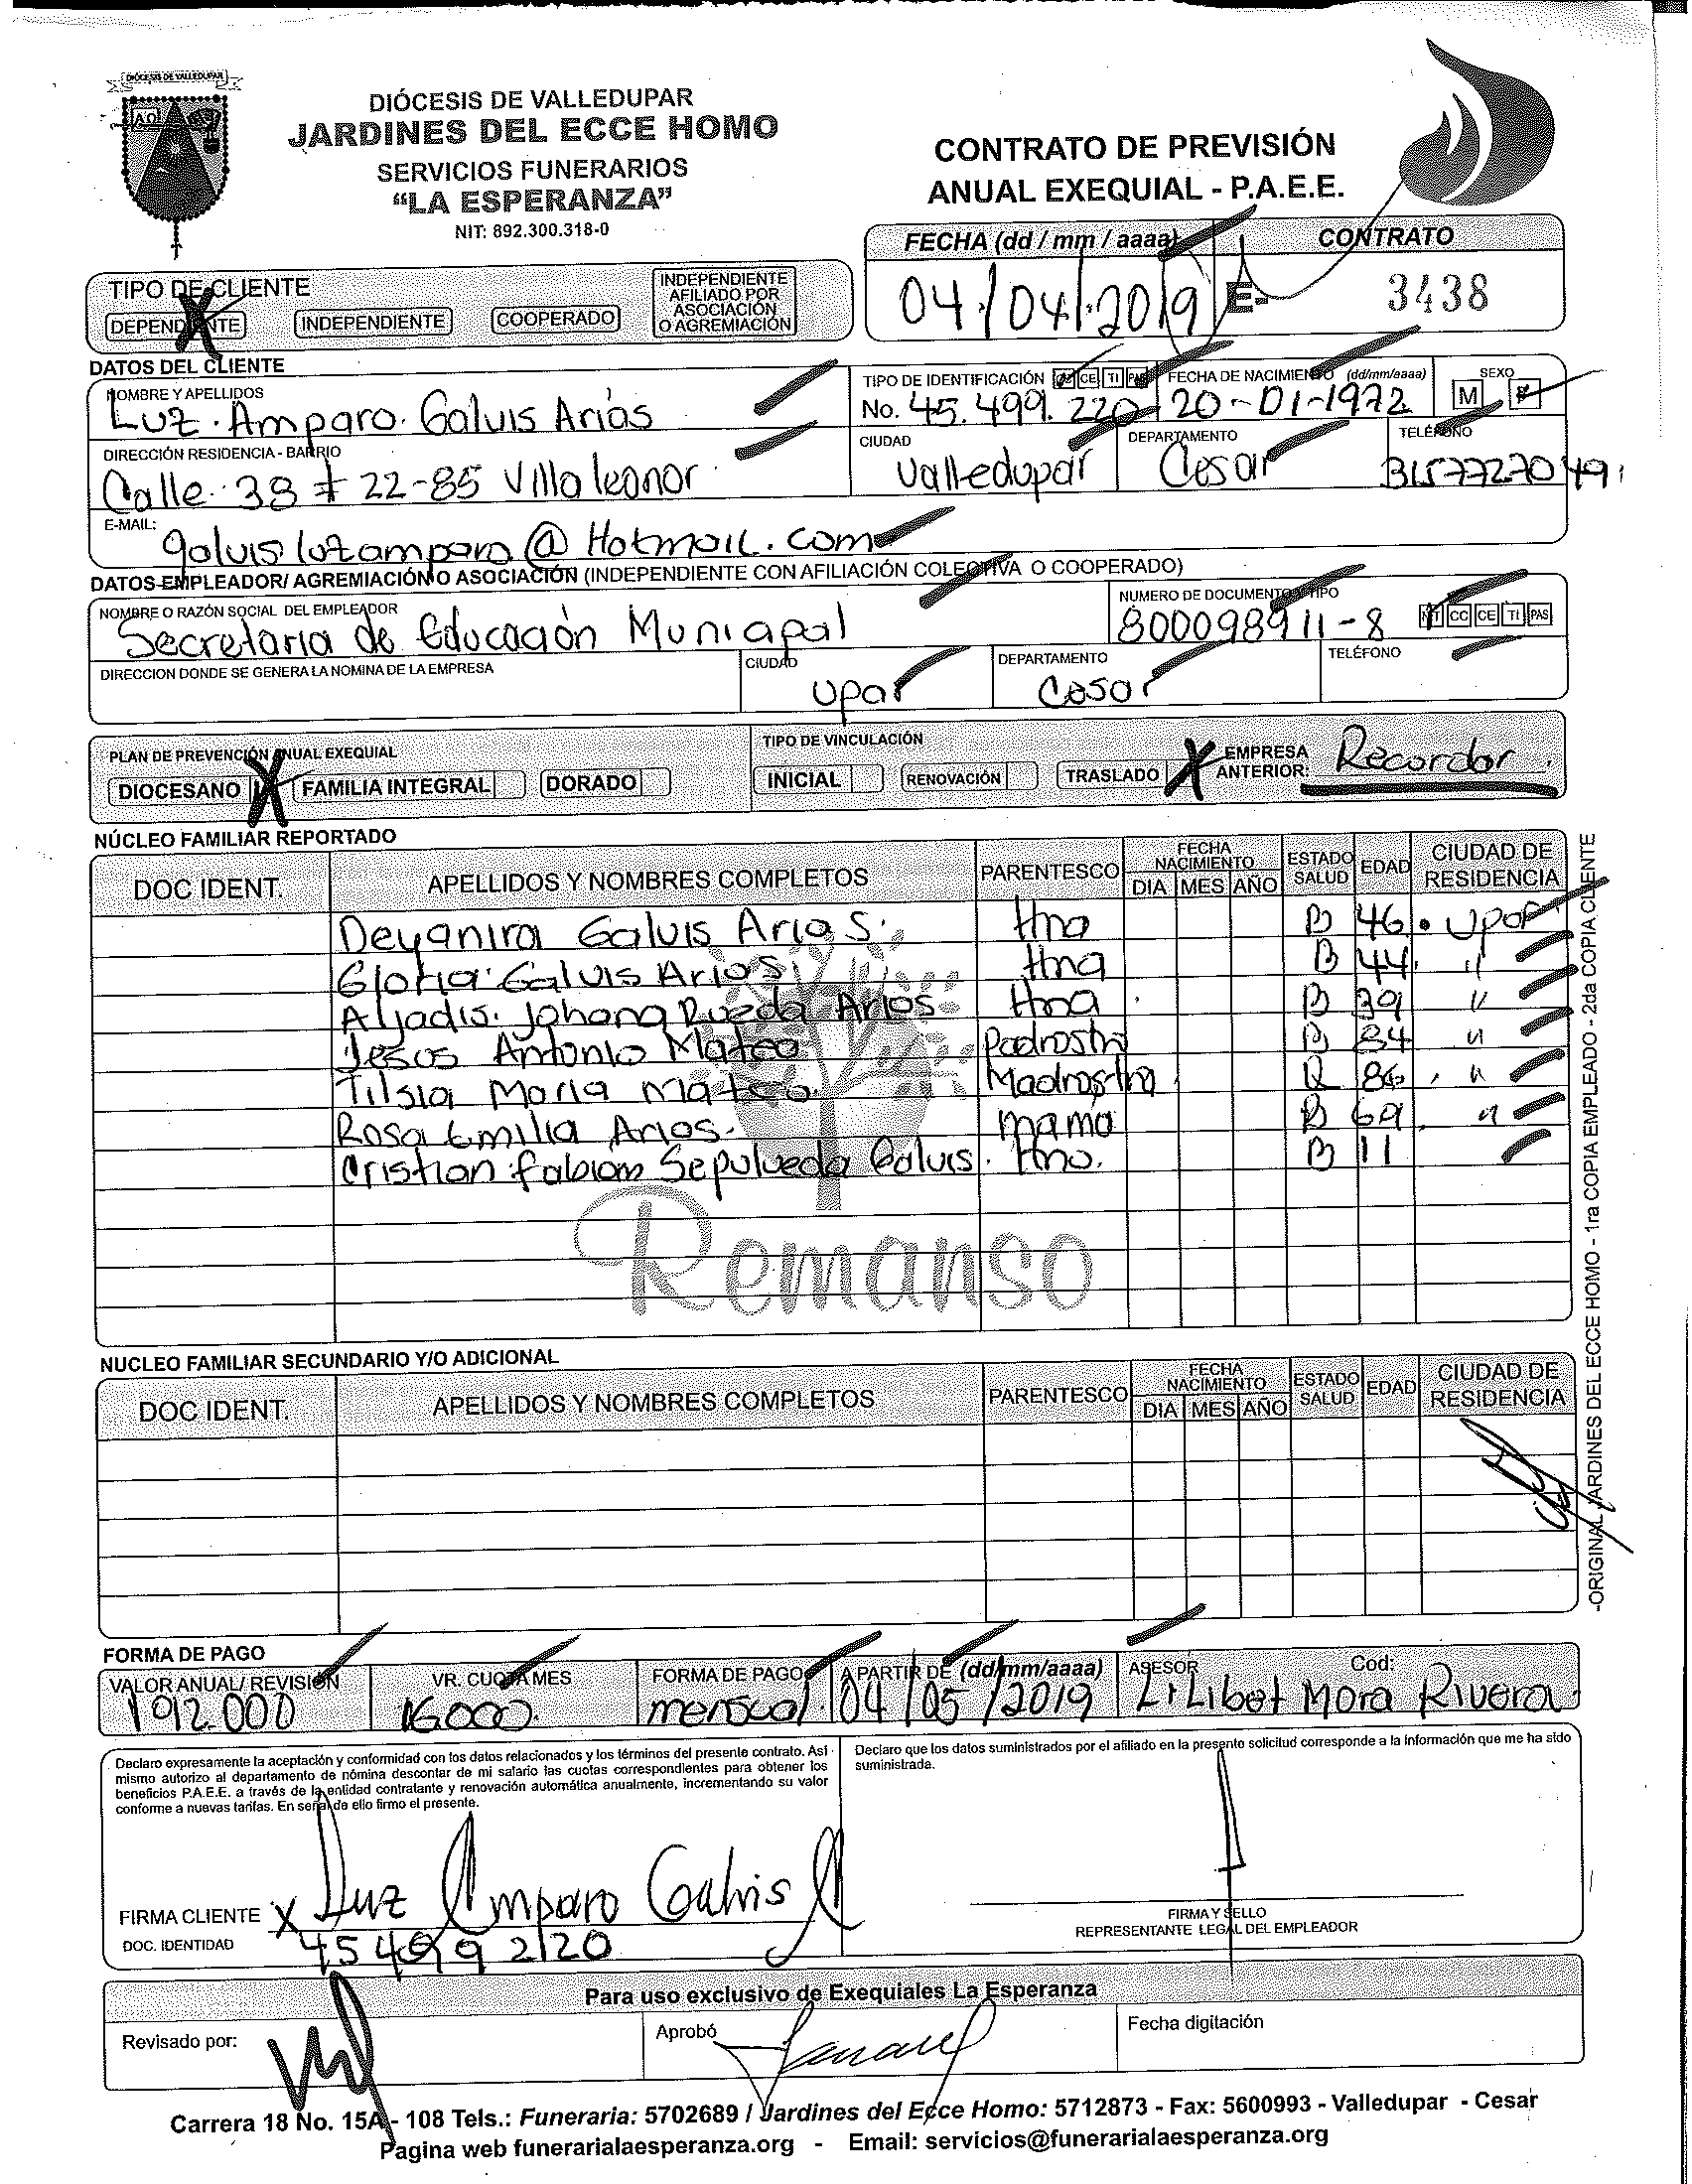 DIÓCESIS DE VALLEDUPAR
DIÓCESIS DE VALLEDUPAR
JARDINES DEL ECCE HOMO
SERVICIOS FUNERARIOS
“LA ESPERANZA”
NIT: 892.300.318-0
CONTRATO DE PREVISIÓN
ANUAL EXEQUIAL - P.A.E.E.
FECHA (dd / mm / aaaa) CONTRATO
04/04/2019 E- 3438
TIPO DE CLIENTE
DEPENDIENTE X INDEPENDIENTE COOPERADO INDEPENDIENTE AFILIADO POR ASOCIACIÓN O AGREMIACIÓN
DATOS DEL CLIENTE
NOMBRE Y APELLIDOS TIPO DE IDENTIFICACIÓN CE TI PAS FECHA DE NACIMIENTO (dd/mm/aaaa) SEXO
Luz. Amparo. Galvis Arias No. 45.499.220 20-01-1972 M F
DIRECCIÓN RESIDENCIA - BARRIO CIUDAD DEPARTAMENTO TELÉFONO
Calle. 38 # 22-85 Villa leonor Valledupar Cesar 3157727049
E-MAIL:
galvisluzamparo@Hotmail.com
DATOS EMPLEADOR/ AGREMIACIÓN O ASOCIACIÓN (INDEPENDIENTE CON AFILIACIÓN COLECTIVA O COOPERADO)
NOMBRE O RAZÓN SOCIAL DEL EMPLEADOR NUMERO DE DOCUMENTO Y TIPO
Secretaria de Educación Municipal 800098911-8 NIT CC CE TI PAS
DIRECCION DONDE SE GENERA LA NOMINA DE LA EMPRESA CIUDAD DEPARTAMENTO TELÉFONO
Upar Cesar
PLAN DE PREVENCIÓN ANUAL EXEQUIAL TIPO DE VINCULACIÓN
DIOCESANO X FAMILIA INTEGRAL DORADO INICIAL RENOVACIÓN TRASLADO X EMPRESA ANTERIOR: Recordar
NÚCLEO FAMILIAR REPORTADO
DOC IDENT. APELLIDOS Y NOMBRES COMPLETOS PARENTESCO FECHA NACIMIENTO DIA MES AÑO ESTADO SALUD EDAD CIUDAD DE RESIDENCIA
Deyanira Galvis Arias. Hna B 46 Upar
Gloria Galvis Arias. Hna B 44 "
Aljadis. Johana Rueda Arias Hna B 39 "
Jesus Antonio Mateo Padrastro B 84 "
Tilsia Maria Mateo. Madrastra B 86 "
Rosa Emilia Arias. mama B 69 "
Cristian fabian Sepulveda Galvis. Hno. B 11
Remanso
NUCLEO FAMILIAR SECUNDARIO Y/O ADICIONAL
DOC IDENT. APELLIDOS Y NOMBRES COMPLETOS PARENTESCO FECHA NACIMIENTO DIA MES AÑO ESTADO SALUD EDAD CIUDAD DE RESIDENCIA
-ORIGINAL JARDINES DEL ECCE HOMO - 1ra COPIA EMPLEADO - 2da COPIA CLIENTE
FORMA DE PAGO
VALOR ANUAL/ REVISIÓN VR. CUOTA MES FORMA DE PAGO A PARTIR DE (dd/mm/aaaa) ASESOR Cod:
192.000 16000 mensual. 04/05/2019 Lilibet Mora Rivera
Declaro expresamente la aceptación y conformidad con los datos relacionados y los términos del presente contrato. Asi
mismo autorizo al departamento de nómina descontar de mi salario las cuotas correspondientes para obtener los
beneficios P.A.E.E. a través de la entidad contratante y renovación automática anualmente, incrementando su valor
conforme a nuevas tarifas. En señal de ello firmo el presente.
Declaro que los datos suministrados por el afiliado en la presente solicitud corresponde a la información que me ha sido
suministrada.
FIRMA CLIENTE X Luz Amparo Galvis A
DOC. IDENTIDAD 45499220
FIRMA Y SELLO
REPRESENTANTE LEGAL DEL EMPLEADOR
Para uso exclusivo de Exequiales La Esperanza
Revisado por: Aprobó Fecha digitación
Carrera 18 No. 15A - 108 Tels.: Funeraria: 5702689 / Jardines del Ecce Homo: 5712873 - Fax: 5600993 - Valledupar - Cesar
Pagina web funerarialaesperanza.org - Email: servicios@funerarialaesperanza.org